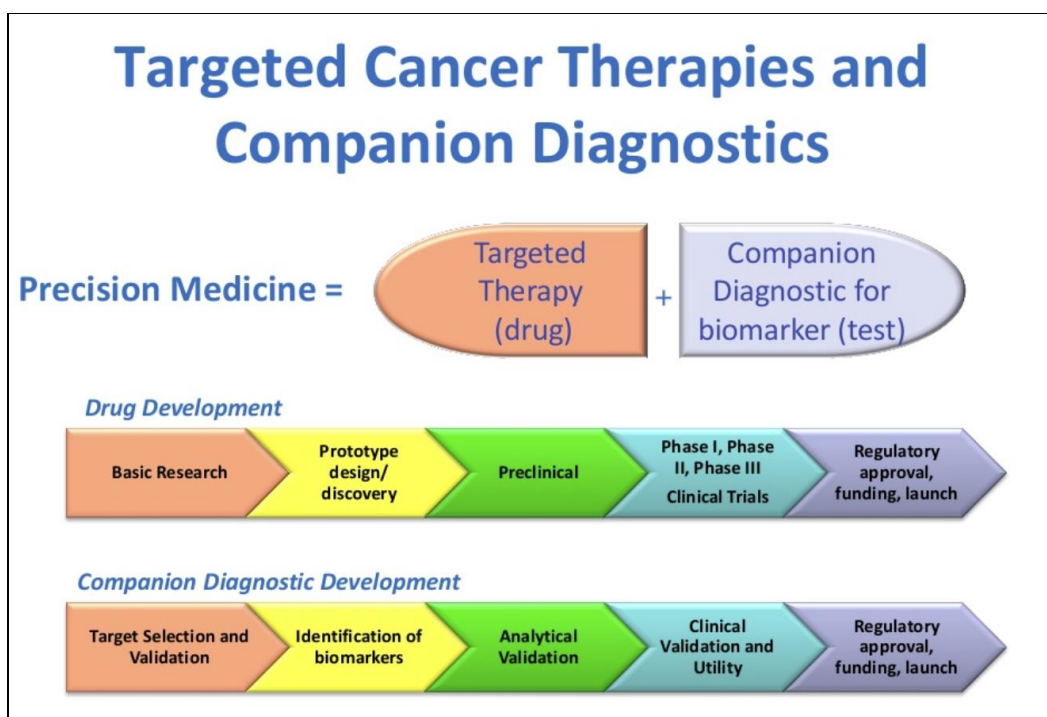 Targeted Cancer Therapies and
Companion Diagnostics
Precision Medicine =
Targeted
Therapy
(drug)
+
Companion
Diagnostic for
biomarker (test)
Drug Development
Basic Research
Prototype
design/
discovery
Preclinical
Phase I, Phase
II, Phase III
Clinical Trials
Regulatory
approval,
funding, launch
Companion Diagnostic Development
Target Selection and
Validation
Identification of
biomarkers
Analytical
Validation
Clinical
Validation and
Utility
Regulatory
approval,
funding, launch